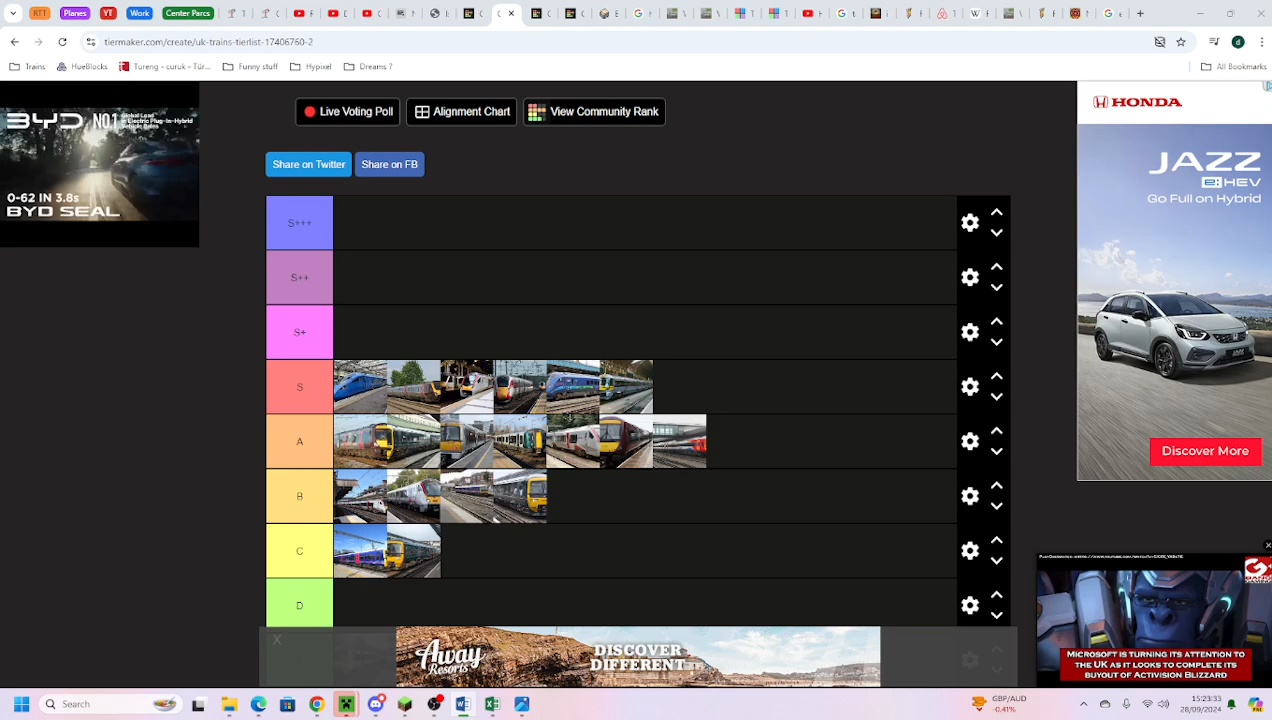 RTT
Planes
YT
Work
Center Parcs
tiermaker.com/create/uk-trains-tierlist-17406760-2
Trains
HueBlocks
Tureng - curuk - Tür...
Funny stuff
Hypixel
Dreams ?
All Bookmarks
Live Voting Poll
Alignment Chart
View Community Rank
Share on Twitter
Share on FB
BYD NO.1
0-62 IN 3.8s
BYD SEAL
HONDA
JAZZ
e:HEV
Go Full on Hybrid
Discover More
S+++
S++
S+
S
A
B
C
D
X
Away
Resorts
DISCOVER
DIFFERENT
MICROSOFT IS TURNING ITS ATTENTION TO
THE UK AS IT LOOKS TO COMPLETE ITS
BUYOUT OF ACTIVISION BLIZZARD
Search
GBP/AUD
-0.41%
15:23:33
28/09/2024